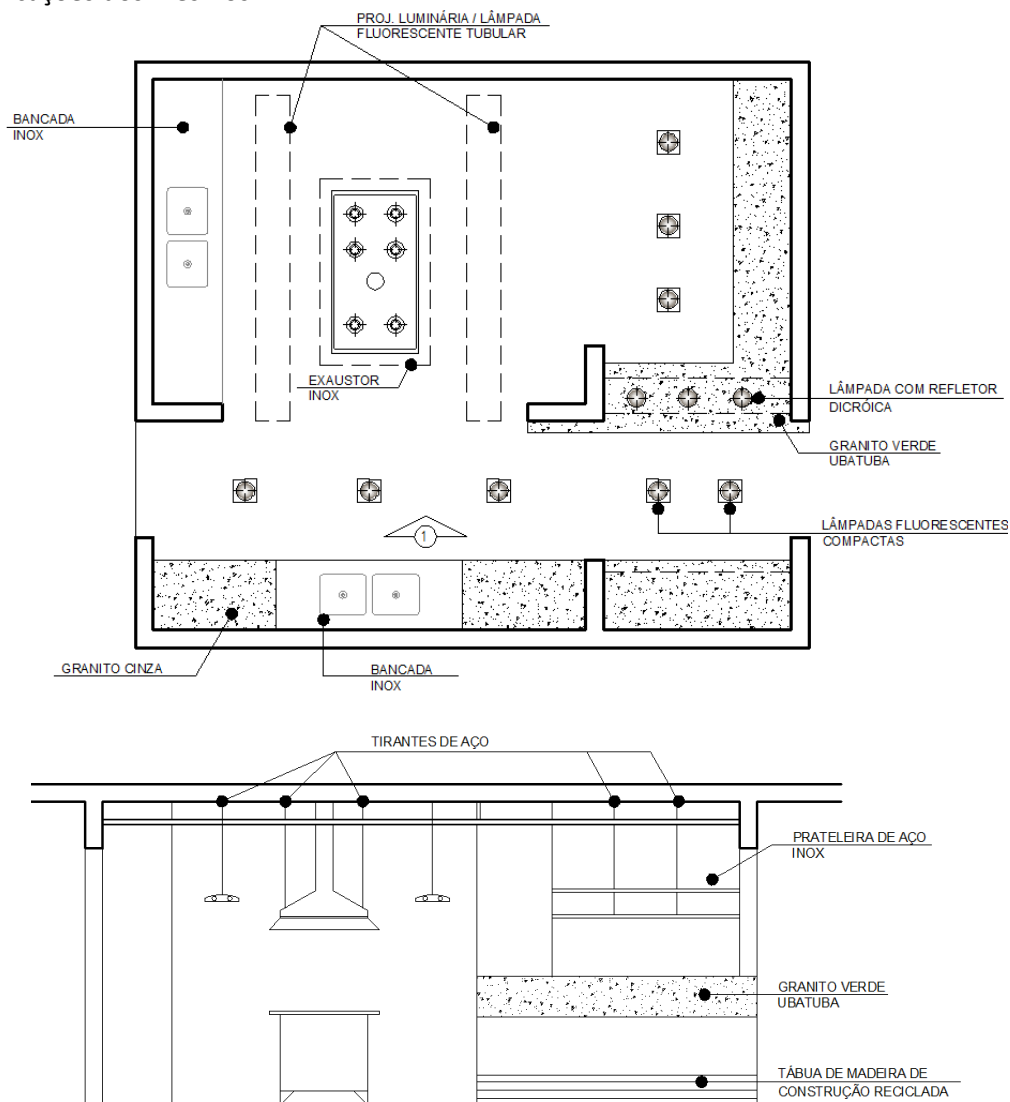 PROJ. LUMINÁRIA / LÂMPADA
FLUORESCENTE TUBULAR
BANCADA
INOX
EXAUSTOR
INOX
LÂMPADA COM REFLETOR
DICRÓICA
GRANITO VERDE
UBATUBA
LÂMPADAS FLUORESCENTES
COMPACTAS
1
GRANITO CINZA
BANCADA
INOX
TIRANTES DE AÇO
PRATELEIRA DE AÇO
INOX
GRANITO VERDE
UBATUBA
TÁBUA DE MADEIRA DE
CONSTRUÇÃO RECICLADA